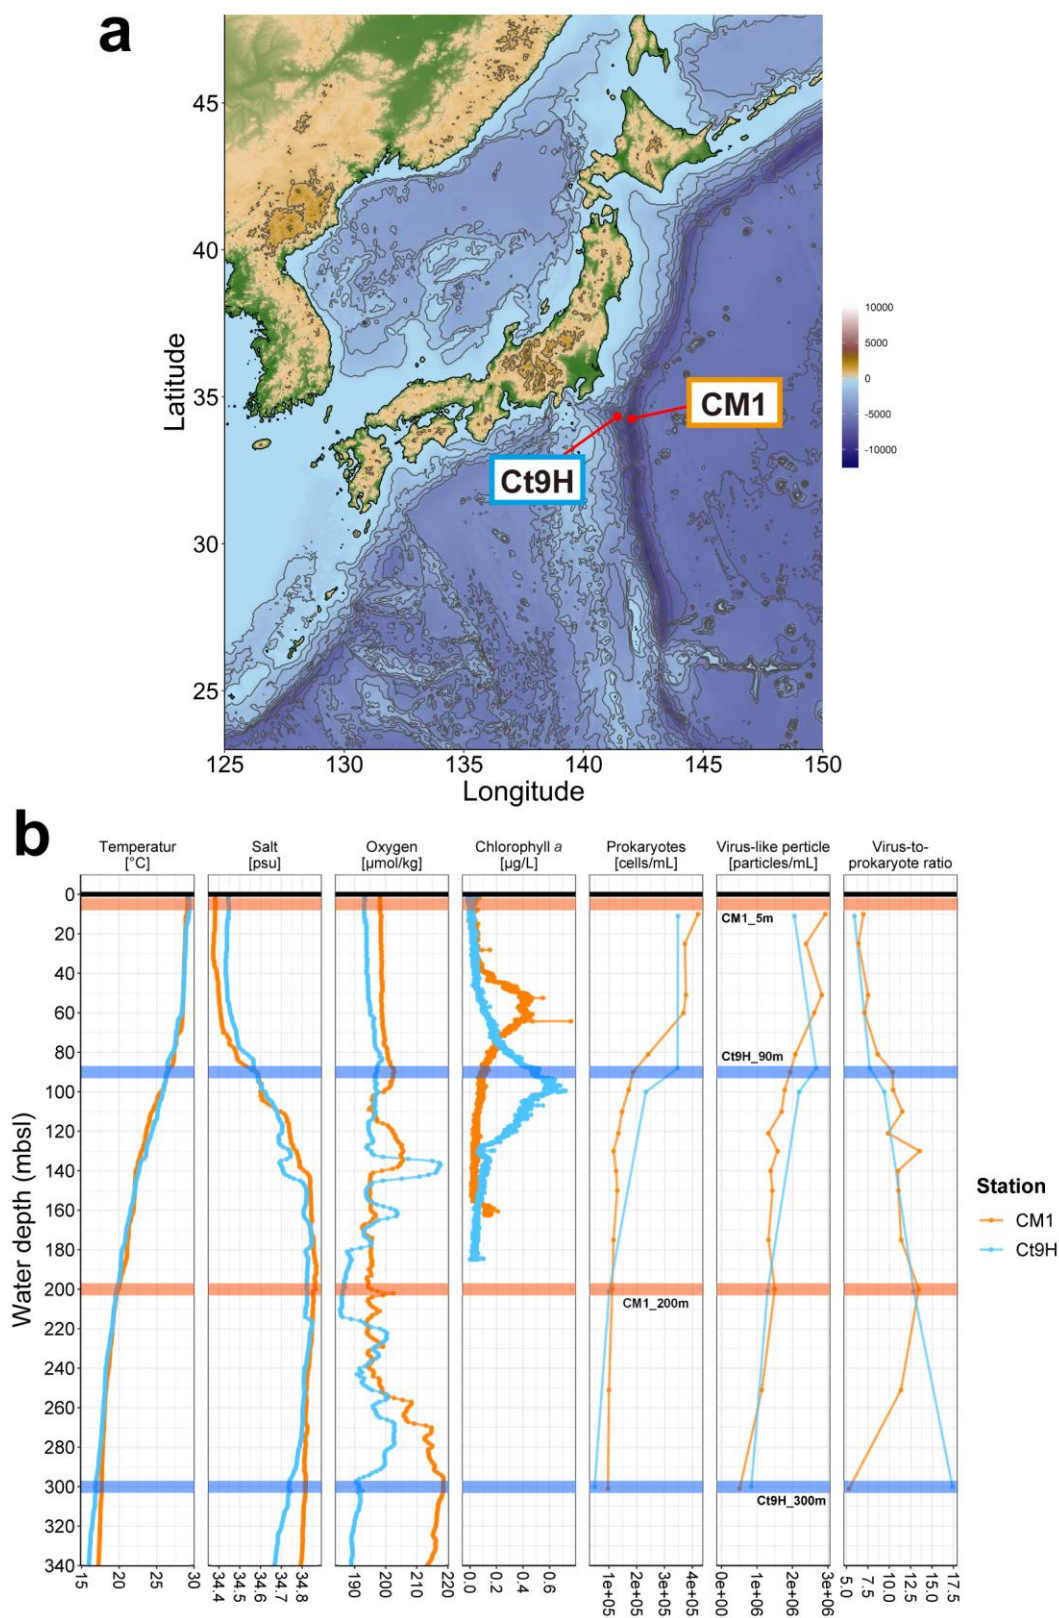 a
45
40
35
30
25
Latitude
125 130 135 140 145 150
Longitude
CM1
Ct9H
10000
5000
0
-5000
-10000
b
Temperatur [°C]
Salt [psu]
Oxygen [μmol/kg]
Chlorophyll a [μg/L]
Prokaryotes [cells/mL]
Virus-like perticle [particles/mL]
Virus-to-prokaryote ratio
Water depth (mbsl)
0
20
40
60
80
100
120
140
160
180
200
220
240
260
280
300
320
340
CM1_5m
Ct9H_90m
CM1_200m
Ct9H_300m
15 20 25 30
34.4 34.6 34.8
190 200 210 220
0.0 0.2 0.4 0.6
1e+05 2e+05 3e+05 4e+05
0e+00 1e+06 2e+06 3e+06
5.0 7.5 10.0 12.5 15.0 17.5
Station
CM1
Ct9H